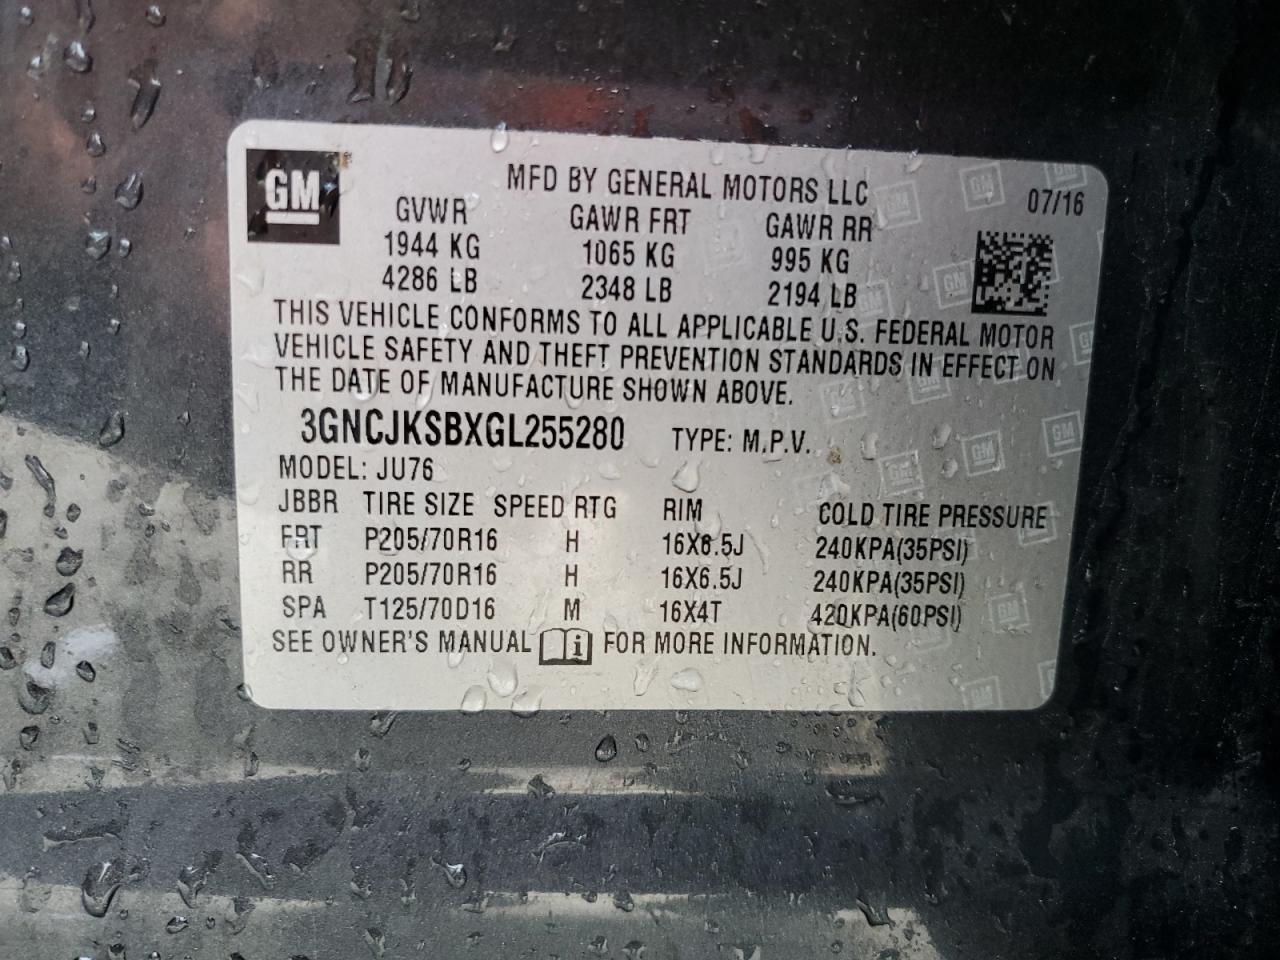 GM
MFD BY GENERAL MOTORS LLC
07/16
GVWR GAWR FRT GAWR RR
1944 KG 1065 KG 995 KG
4286 LB 2348 LB 2194 LB
THIS VEHICLE CONFORMS TO ALL APPLICABLE U.S. FEDERAL MOTOR
VEHICLE SAFETY AND THEFT PREVENTION STANDARDS IN EFFECT ON
THE DATE OF MANUFACTURE SHOWN ABOVE.
3GNCJKSBXGL255280 TYPE: M.P.V.
MODEL: JU76
JBBR TIRE SIZE SPEED RTG RIM COLD TIRE PRESSURE
FRT P205/70R16 H 16X6.5J 240KPA(35PSI)
RR P205/70R16 H 16X6.5J 240KPA(35PSI)
SPA T125/70D16 M 16X4T 420KPA(60PSI)
SEE OWNER'S MANUAL i FOR MORE INFORMATION.